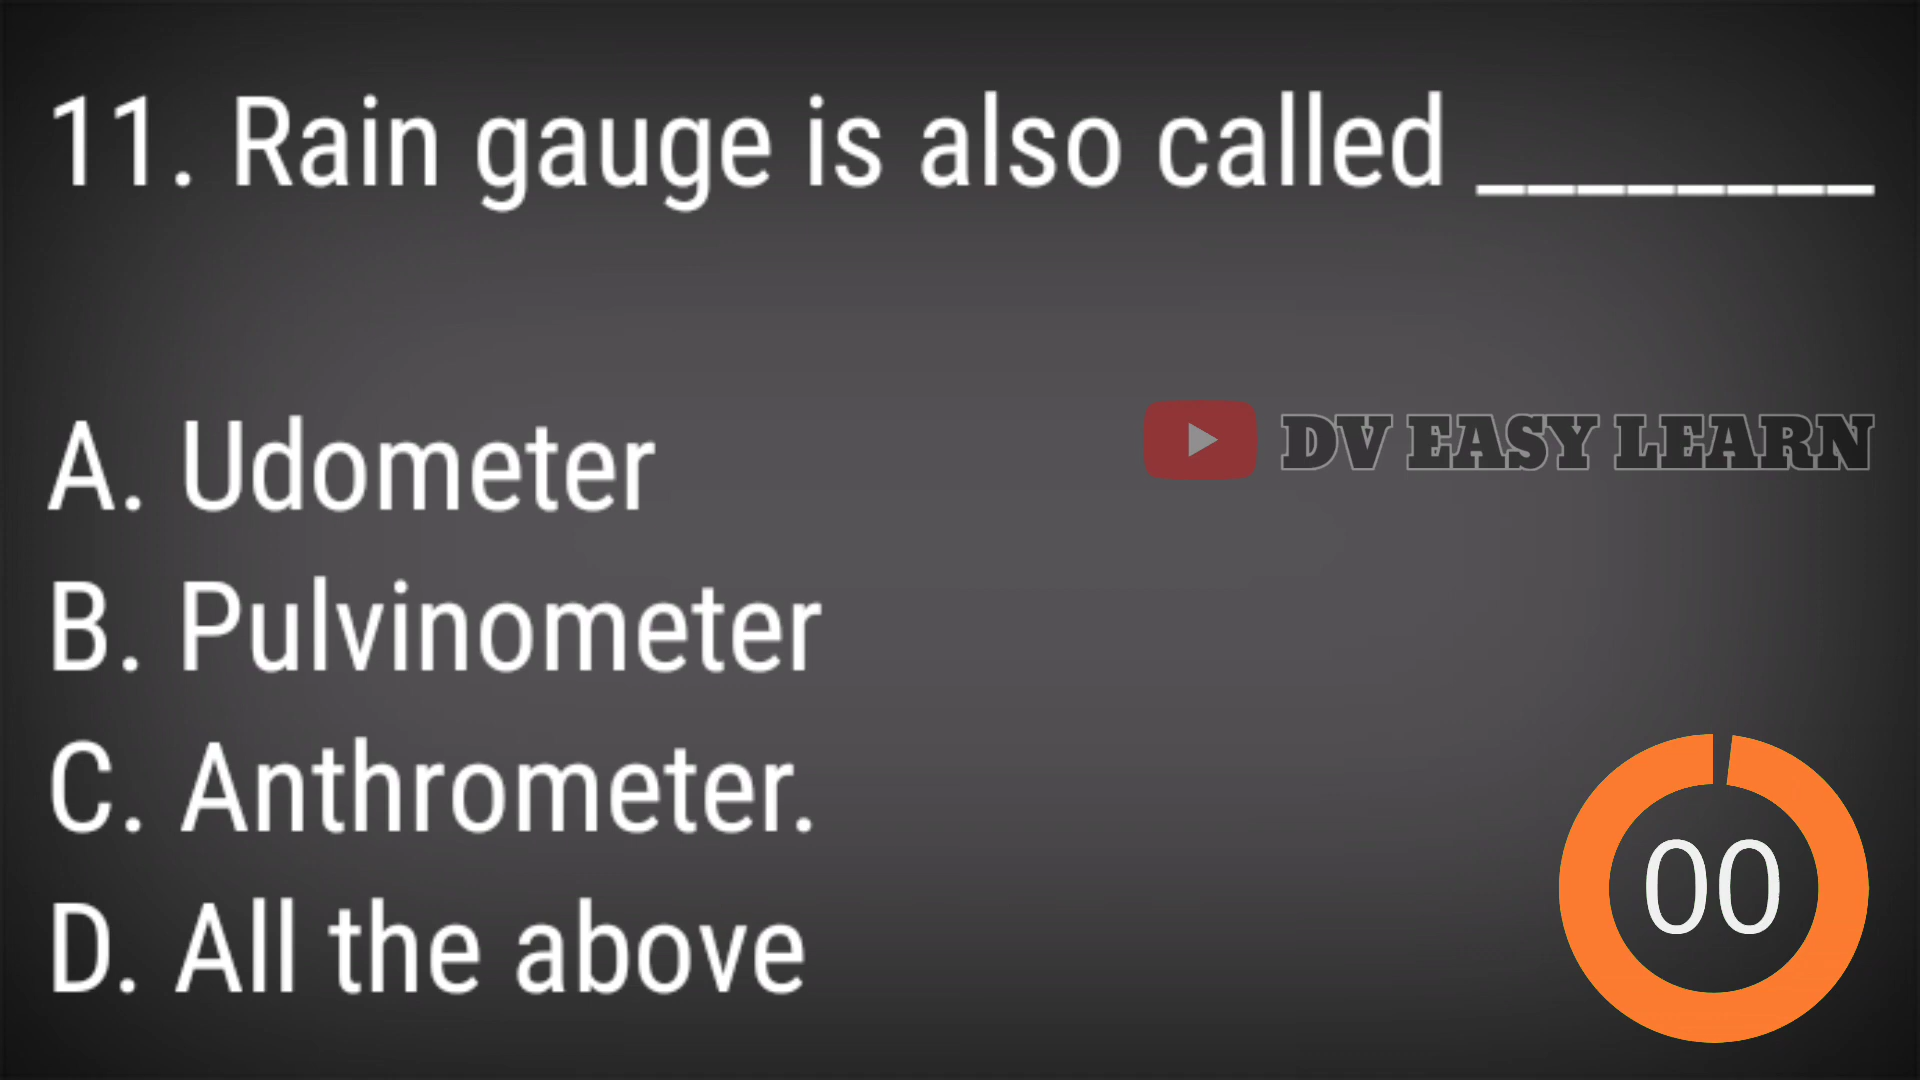 11. Rain gauge is also called ________
DV EASY LEARN
A. Udometer
B. Pulvinometer
C. Anthrometer.
D. All the above
00